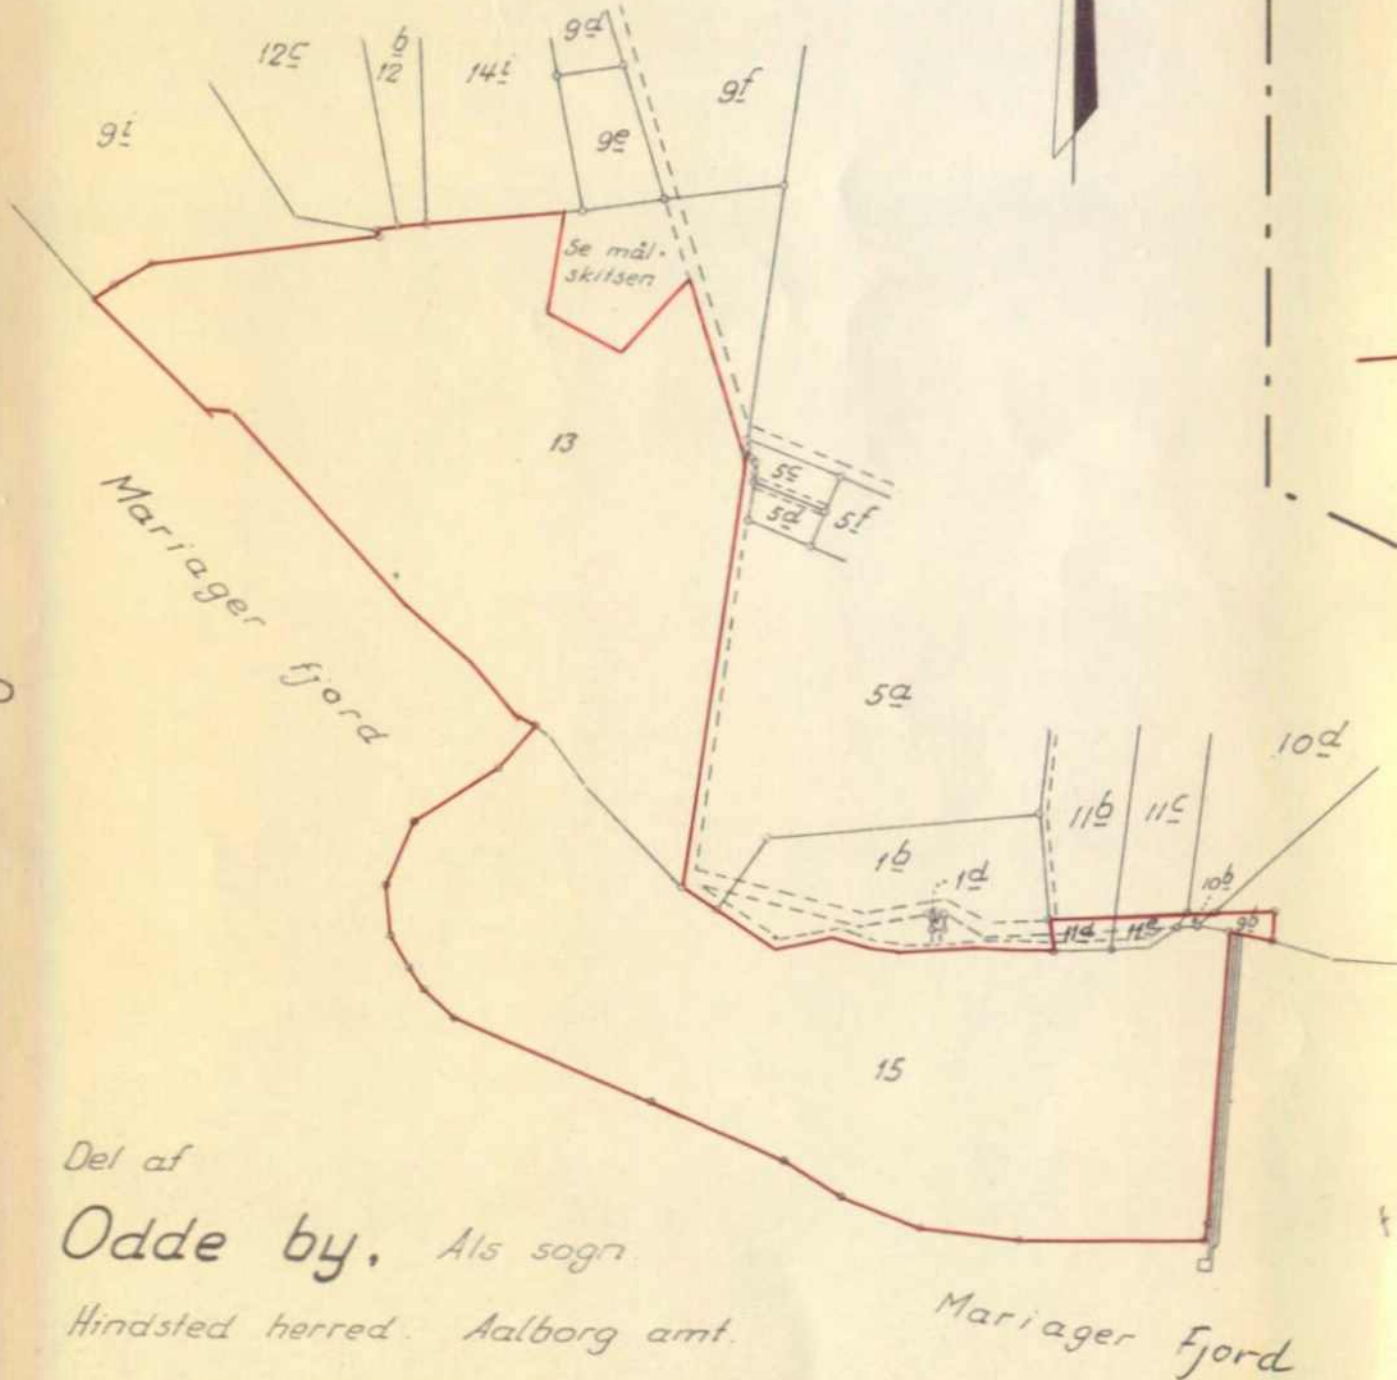 9d
12c
b
12
14i
9f
9i
9e
Se mål-
skitsen
13
5c
5d
5f
Mariager
fjord
5a
10d
11b
11c
1b
1d
10b
11d
11e
9b
15
Del af
Odde by. Als sogn.
Hindsted herred. Aalborg amt.
Mariager Fjord